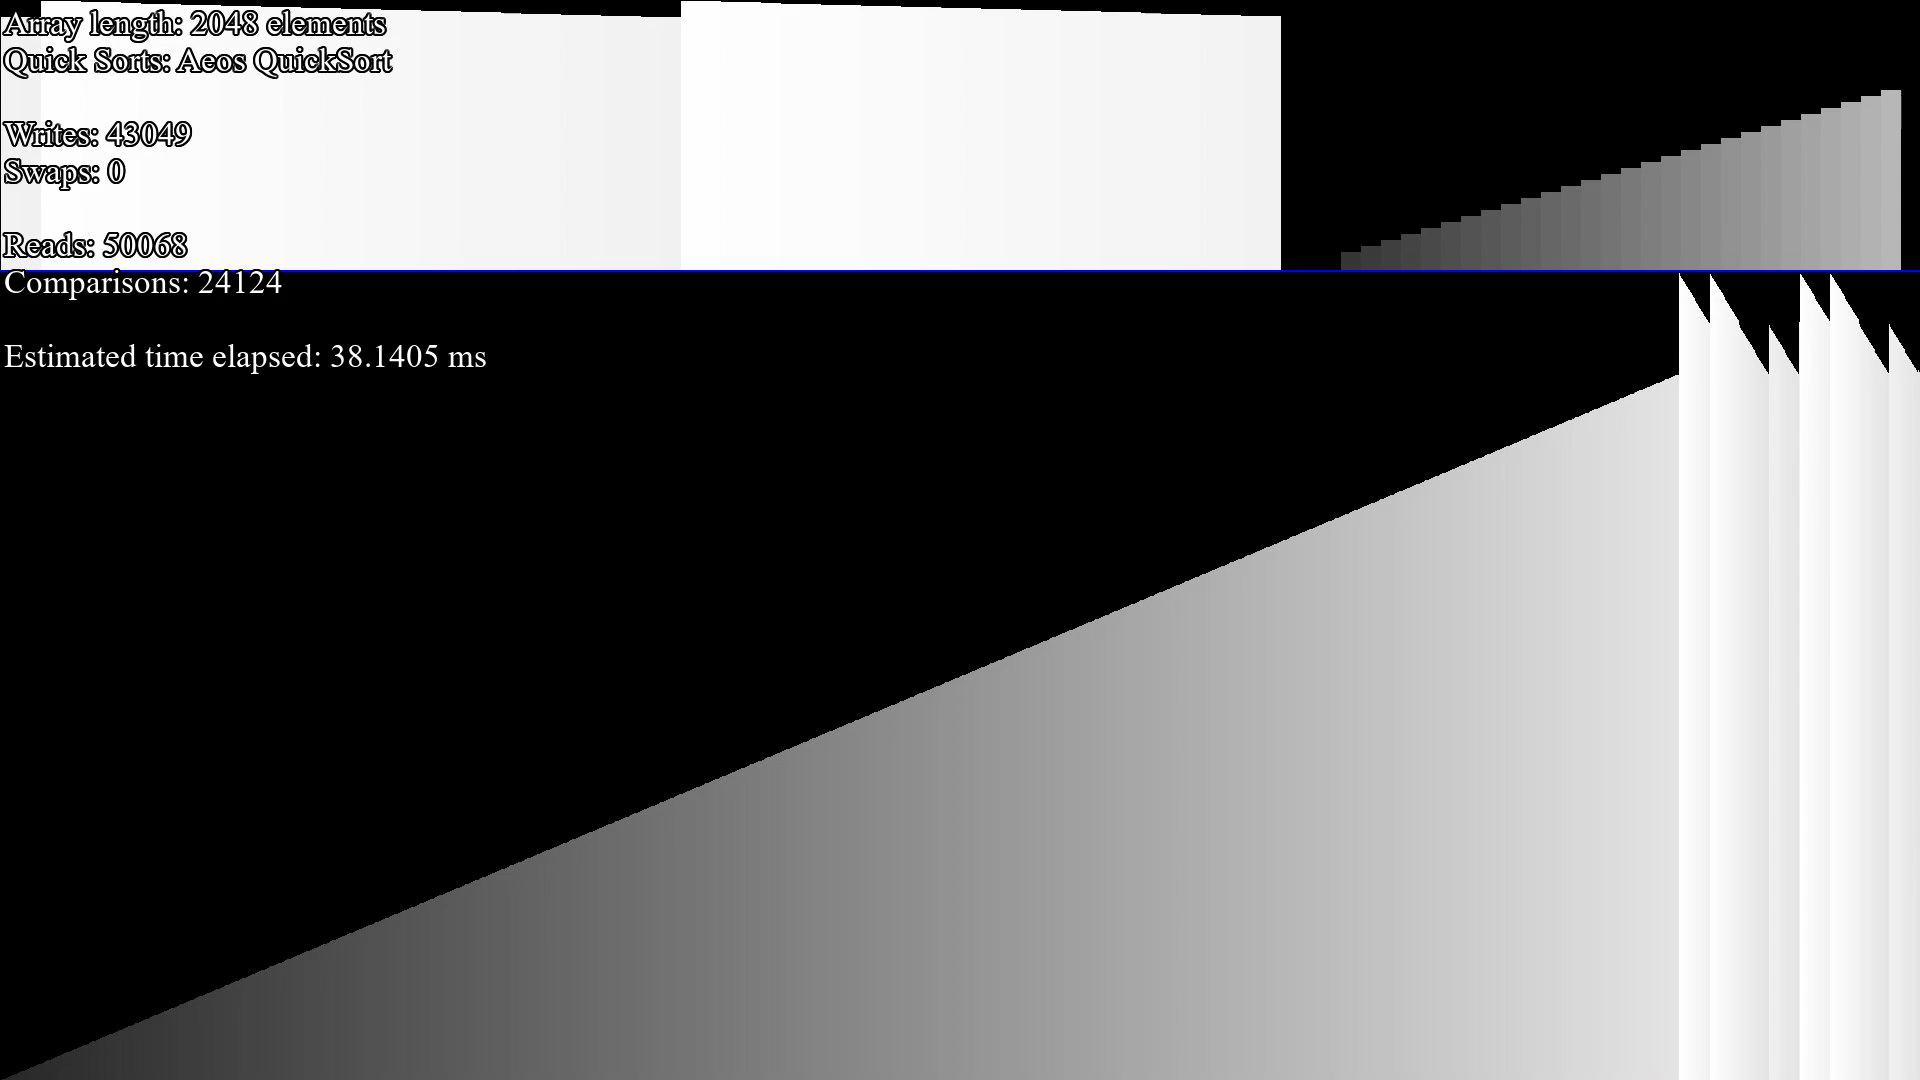 Array length: 2048 elements
Quick Sorts: Aeos QuickSort
Writes: 43049
Swaps: 0
Reads: 50068
Comparisons: 24124
Estimated time elapsed: 38.1405 ms